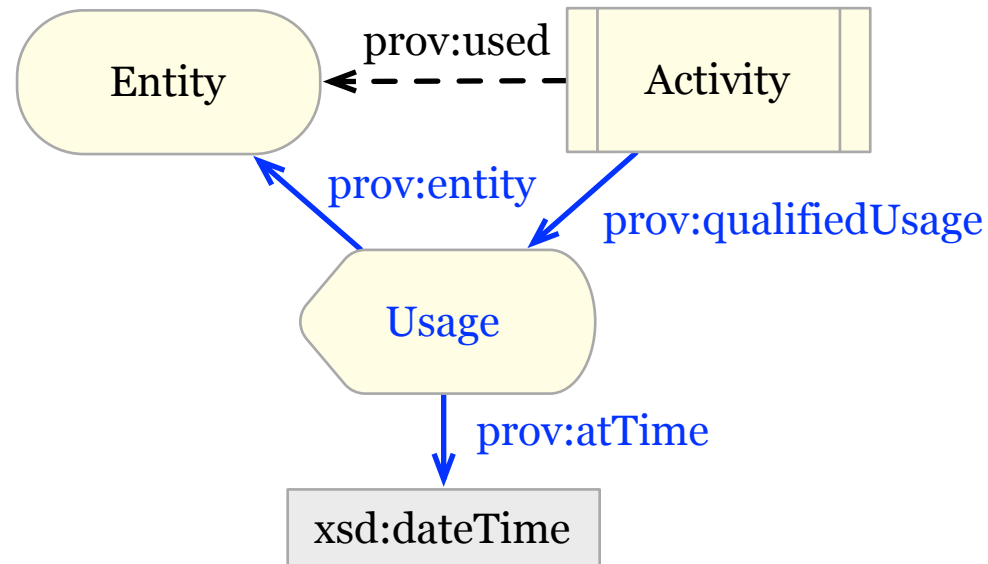 prov:used
Entity
Activity
prov:entity
prov:qualifiedUsage
Usage
prov:atTime
xsd:dateTime